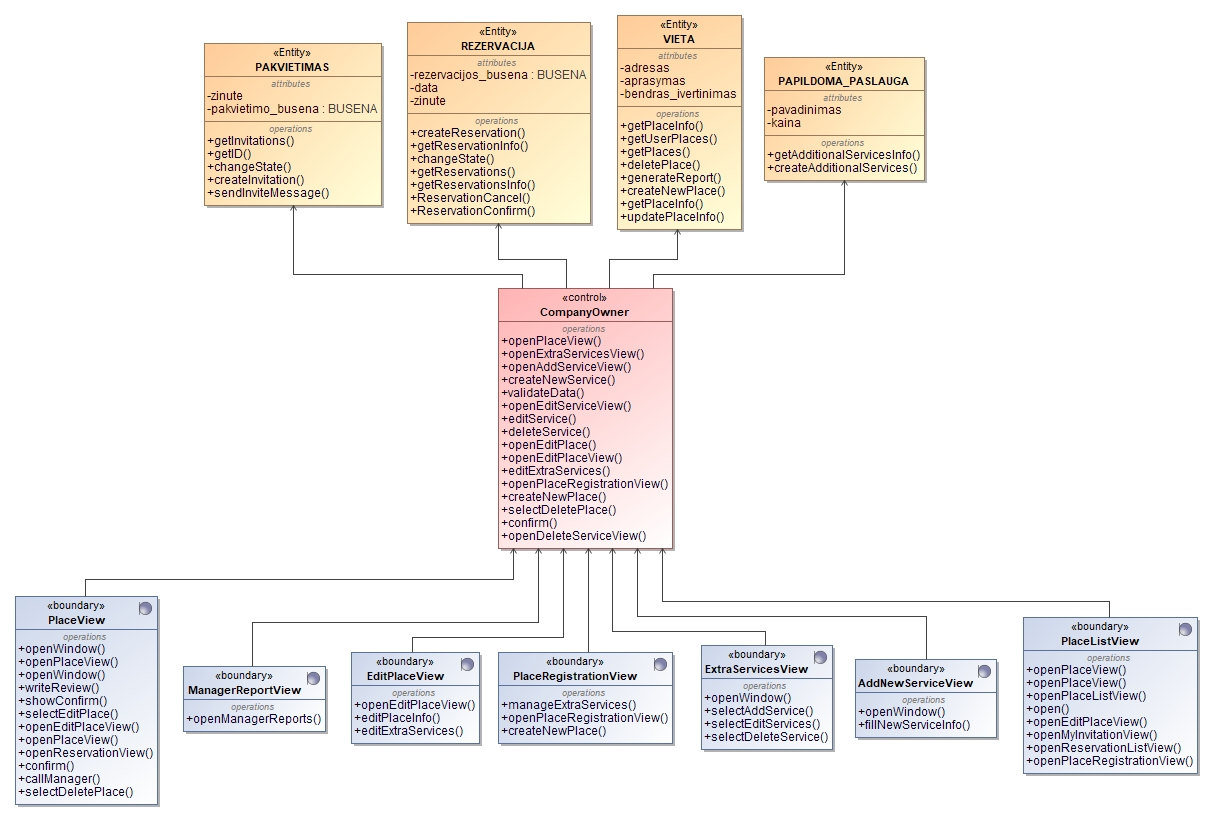 «Entity»
PAKVIETIMAS
attributes
-zinute
-pakvietimo_busena : BUSENA
operations
+getInvitations()
+getID()
+changeState()
+createInvitation()
+sendInviteMessage()
«Entity»
REZERVACIJA
attributes
-rezervacijos_busena : BUSENA
-data
-zinute
operations
+createReservation()
+getReservationInfo()
+changeState()
+getReservations()
+getReservationsInfo()
+ReservationCancel()
+ReservationConfirm()
«Entity»
VIETA
attributes
-adresas
-aprasymas
-bendras_ivertinimas
operations
+getPlaceInfo()
+getUserPlaces()
+getPlaces()
+deletePlace()
+generateReport()
+createNewPlace()
+getPlaceInfo()
+updatePlaceInfo()
«Entity»
PAPILDOMA_PASLAUGA
attributes
-pavadinimas
-kaina
operations
+getAdditionalServicesInfo()
+createAdditionalServices()
«control»
CompanyOwner
operations
+openPlaceView()
+openExtraServicesView()
+openAddServiceView()
+createNewService()
+validateData()
+openEditServiceView()
+editService()
+deleteService()
+openEditPlace()
+openEditPlaceView()
+editExtraServices()
+openPlaceRegistrationView()
+createNewPlace()
+selectDeletePlace()
+confirm()
+openDeleteServiceView()
«boundary»
PlaceView
operations
+openWindow()
+openPlaceView()
+openWindow()
+writeReview()
+showConfirm()
+selectEditPlace()
+openEditPlaceView()
+openPlaceView()
+openReservationView()
+confirm()
+callManager()
+selectDeletePlace()
«boundary»
ManagerReportView
operations
+openManagerReports()
«boundary»
EditPlaceView
operations
+openEditPlaceView()
+editPlaceInfo()
+editExtraServices()
«boundary»
PlaceRegistrationView
operations
+manageExtraServices()
+openPlaceRegistrationView()
+createNewPlace()
«boundary»
ExtraServicesView
operations
+openWindow()
+selectAddService()
+selectEditServices()
+selectDeleteService()
«boundary»
AddNewServiceView
operations
+openWindow()
+fillNewServiceInfo()
«boundary»
PlaceListView
operations
+openPlaceView()
+openPlaceView()
+openPlaceListView()
+open()
+openEditPlaceView()
+openMyInvitationView()
+openReservationListView()
+openPlaceRegistrationView()